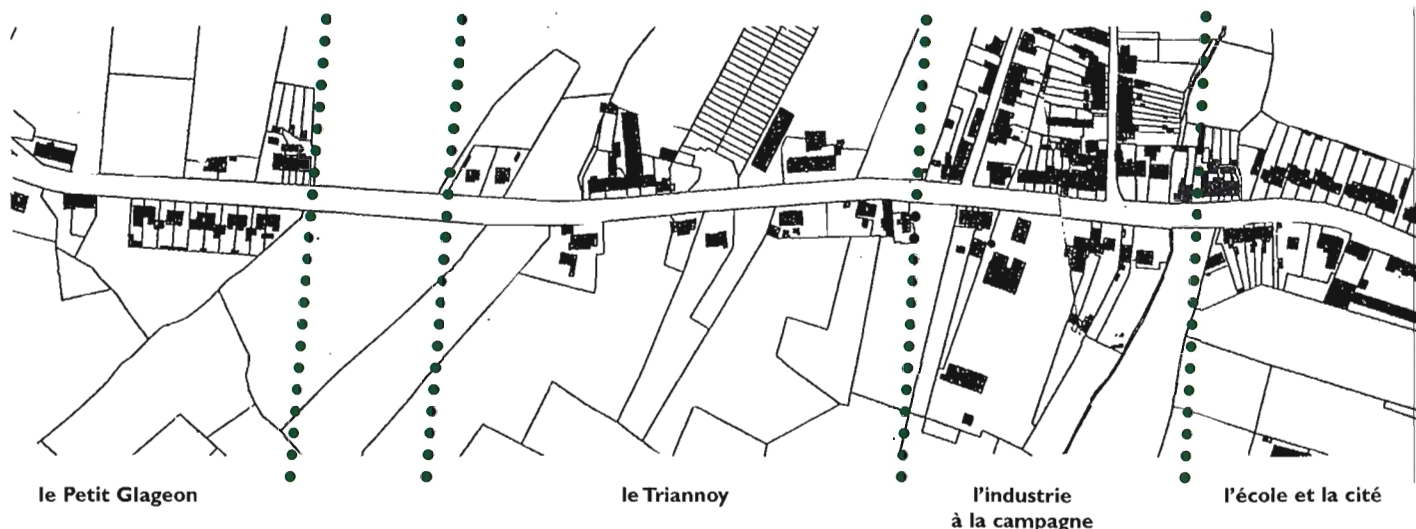 le Petit Glageon
le Triannoy
l'industrie
à la campagne
l'école et la cité